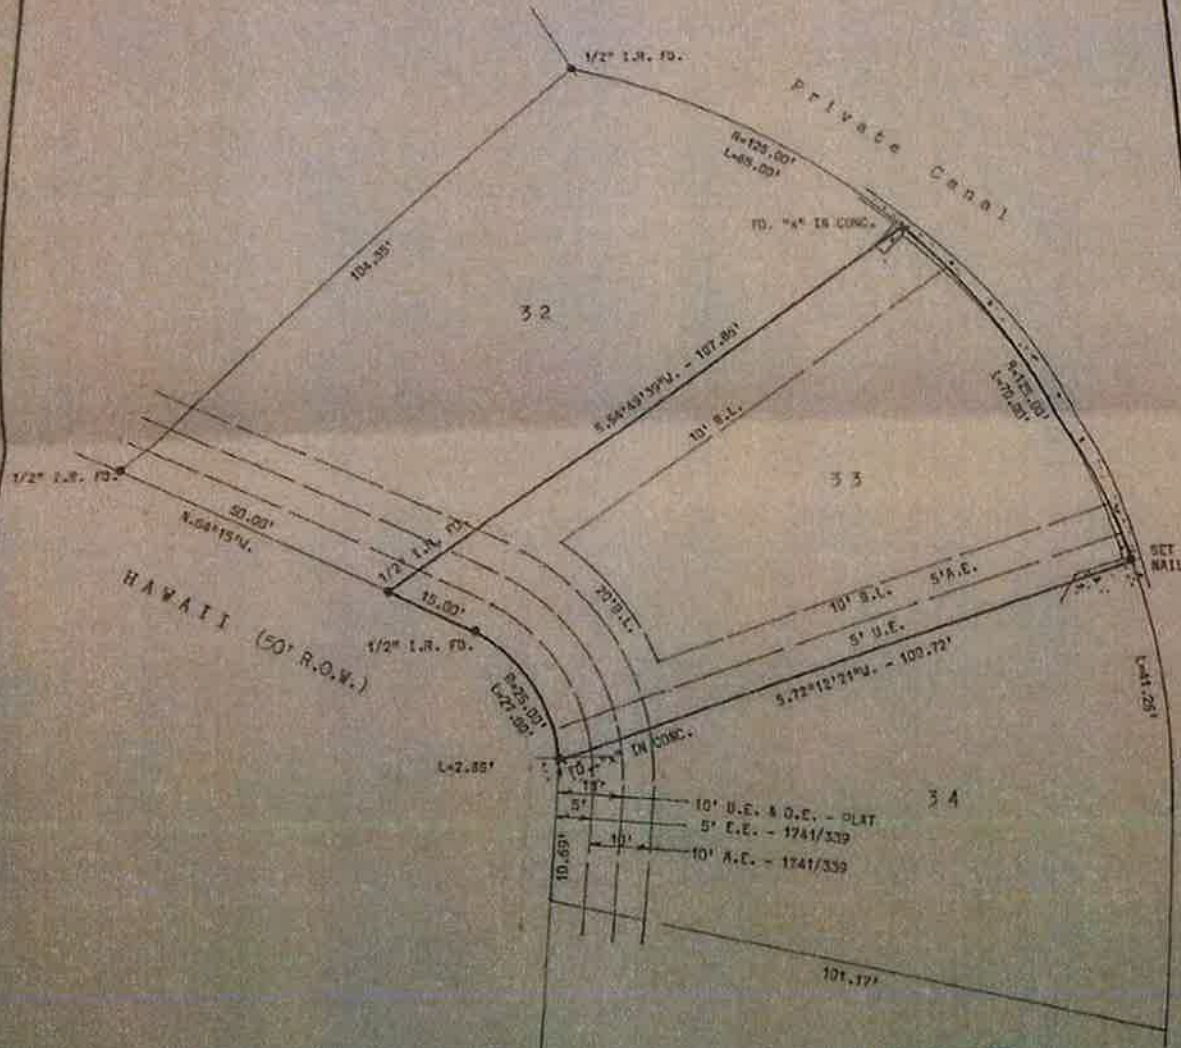 1/2" I.R. FD.
Private Canal
R=125.00'
L=65.00'
FD. "x" IN CONC.
104.35'
32
S.54°49'39"W. - 107.86'
10' B.L.
R=125.00'
L=70.00'
33
1/2" I.R. FD.
50.00'
N.64°15'W.
1/2" I.R. FD.
HAWAII (50' R.O.W.)
15.00'
1/2" I.R. FD.
20' B.L.
10' B.L.
5' A.E.
5' U.E.
SET
NAIL
S.72°12'21"W. - 100.72'
R=25.00'
L=27.00'
L=41.26'
FD. "x" IN CONC.
L=2.85'
34
10' U.E. & D.E. - PLAT
5'
5' E.E. - 1741/339
10'
10' A.E. - 1741/339
10.69'
101.17'